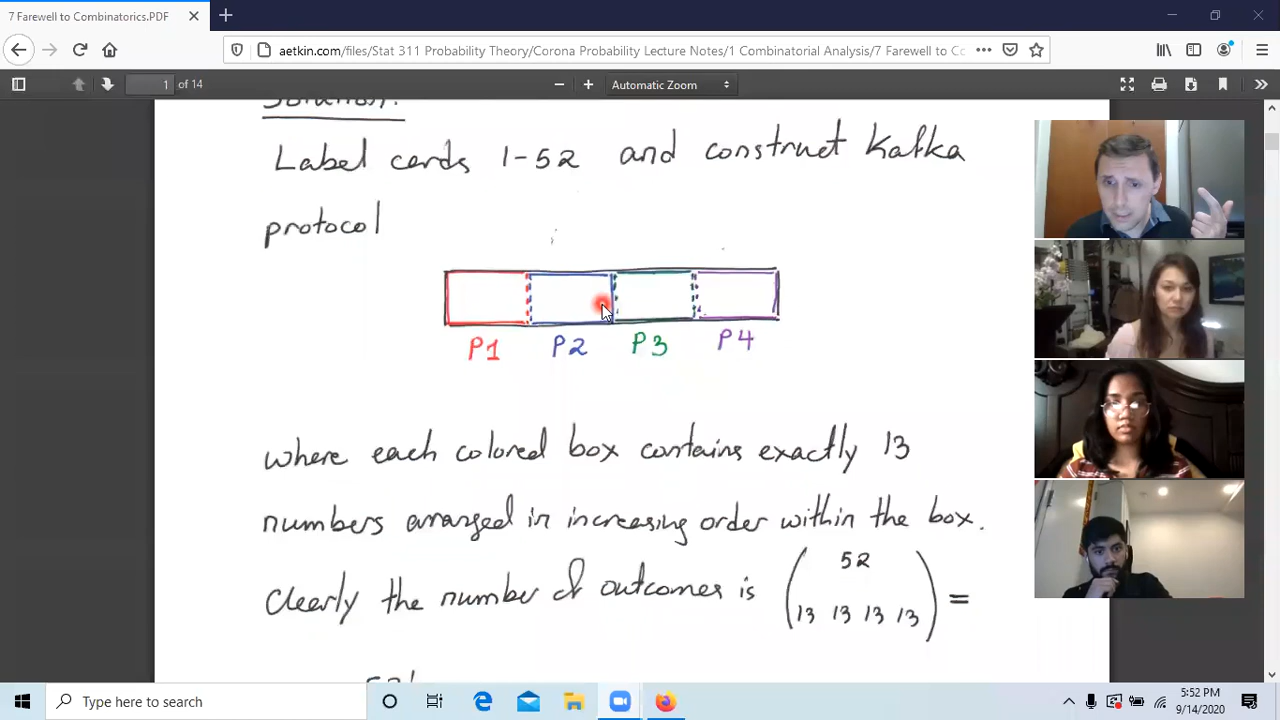 7 Farewell to Combinatorics.PDF
aetkin.com/files/Stat 311 Probability Theory/Corona Probability Lecture Notes/1 Combinatorial Analysis/7 Farewell to Co
1 of 14
Automatic Zoom
Solution:
Label cards 1-52 and construct Kafka
protocol
P1 P2 P3 P4
where each colored box contains exactly 13
numbers arranged in increasing order within the box.
Clearly the number of outcomes is (52
13 13 13 13) =
52!
Type here to search
5:52 PM
9/14/2020